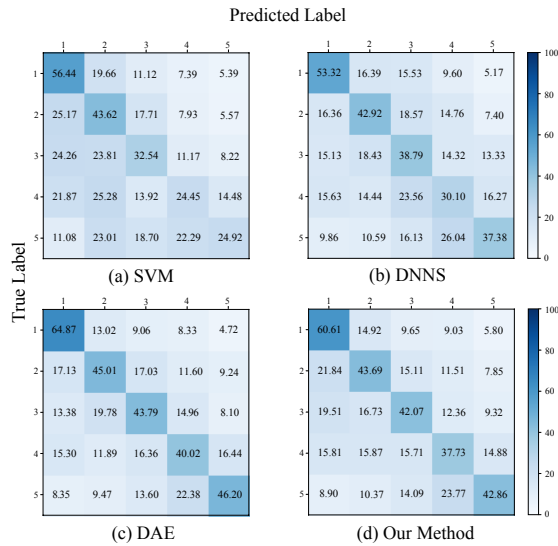 Predicted Label
True Label
1 2 3 4 5
1 56.44 19.66 11.12 7.39 5.39
2 25.17 43.62 17.71 7.93 5.57
3 24.26 23.81 32.54 11.17 8.22
4 21.87 25.28 13.92 24.45 14.48
5 11.08 23.01 18.70 22.29 24.92
(a) SVM
1 2 3 4 5
1 53.32 16.39 15.53 9.60 5.17
2 16.36 42.92 18.57 14.76 7.40
3 15.13 18.43 38.79 14.32 13.33
4 15.63 14.44 23.56 30.10 16.27
5 9.86 10.59 16.13 26.04 37.38
(b) DNNS
100
80
60
40
20
0
1 2 3 4 5
1 64.87 13.02 9.06 8.33 4.72
2 17.13 45.01 17.03 11.60 9.24
3 13.38 19.78 43.79 14.96 8.10
4 15.30 11.89 16.36 40.02 16.44
5 8.35 9.47 13.60 22.38 46.20
(c) DAE
1 2 3 4 5
1 60.61 14.92 9.65 9.03 5.80
2 21.84 43.69 15.11 11.51 7.85
3 19.51 16.73 42.07 12.36 9.32
4 15.81 15.87 15.71 37.73 14.88
5 8.90 10.37 14.09 23.77 42.86
(d) Our Method
100
80
60
40
20
0